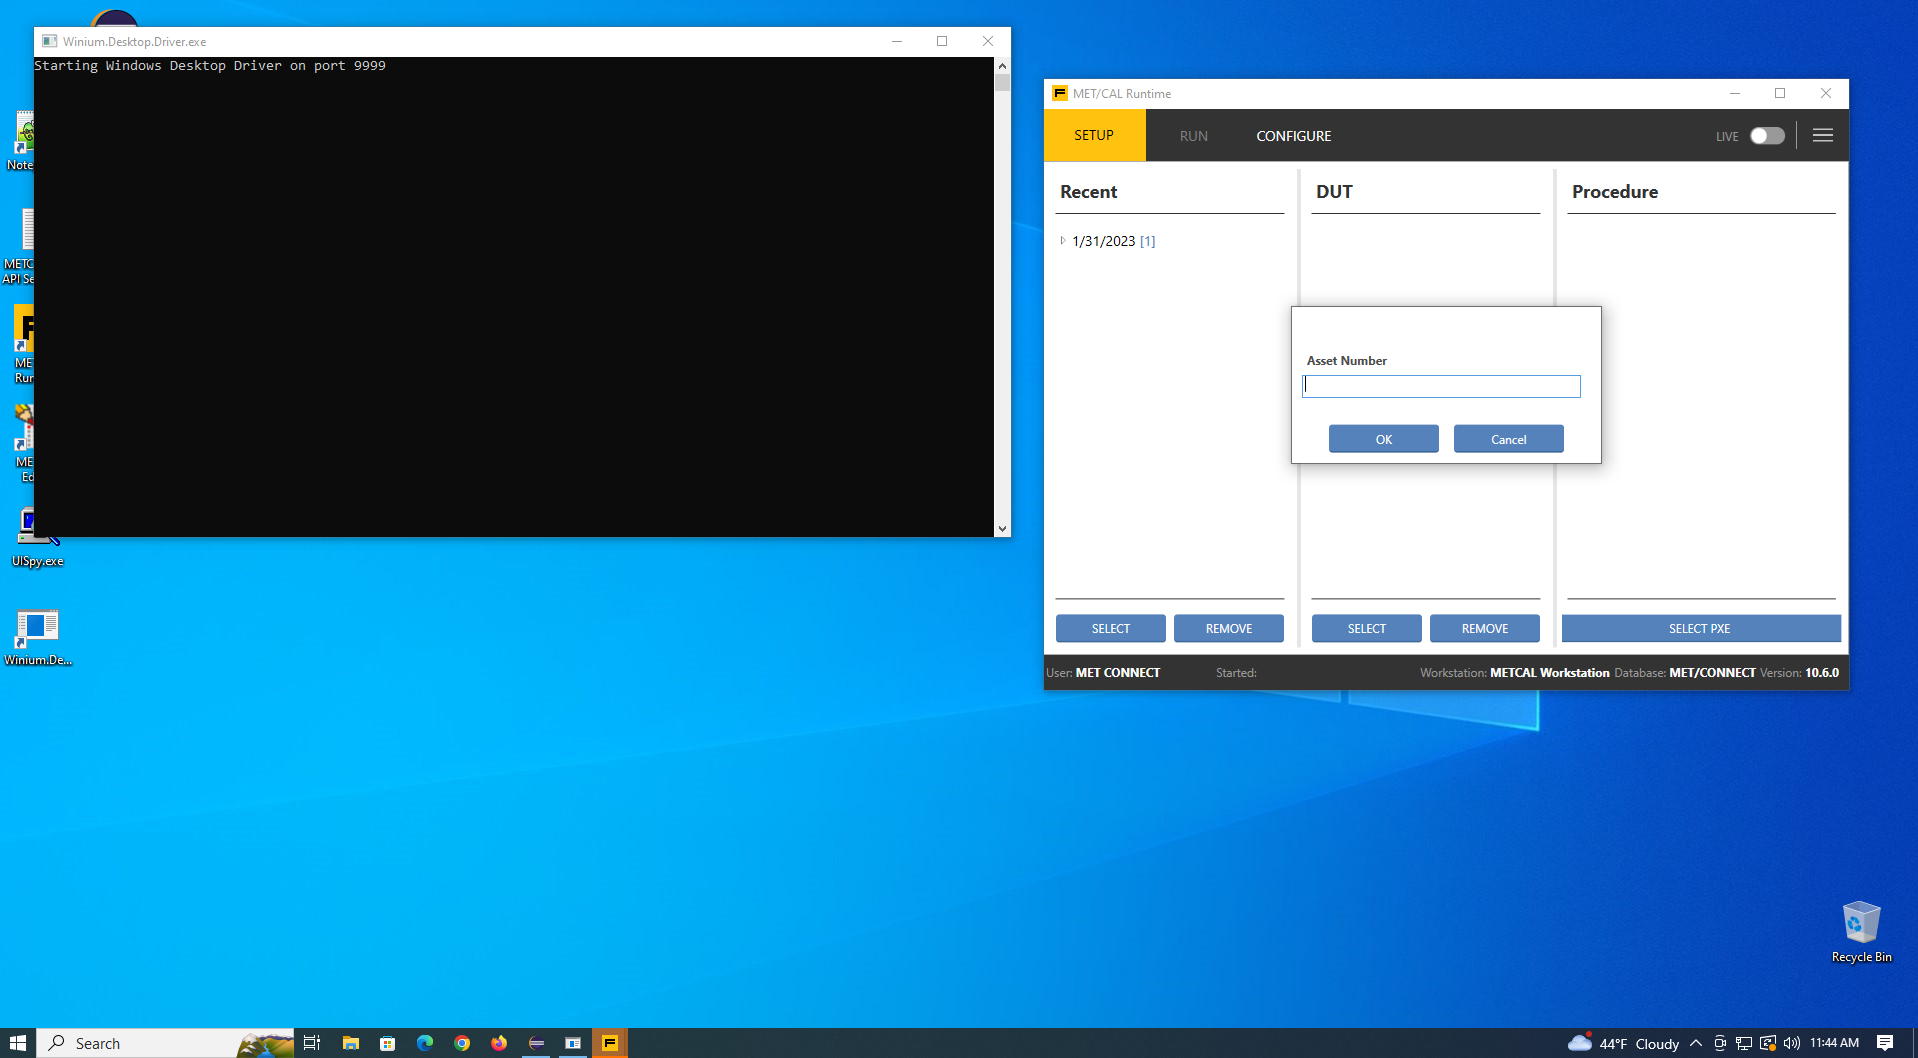 Winium.Desktop.Driver.exe
Starting Windows Desktop Driver on port 9999
Note
METC
API Se
ME
Run
ME
Ed
UISpy.exe
Winium.De...
MET/CAL Runtime
SETUP RUN CONFIGURE LIVE
Recent DUT Procedure
1/31/2023 [1]
Asset Number
OK Cancel
SELECT REMOVE SELECT REMOVE SELECT PXE
User: MET CONNECT Started: Workstation: METCAL Workstation Database: MET/CONNECT Version: 10.6.0
Recycle Bin
Search
44°F Cloudy 11:44 AM